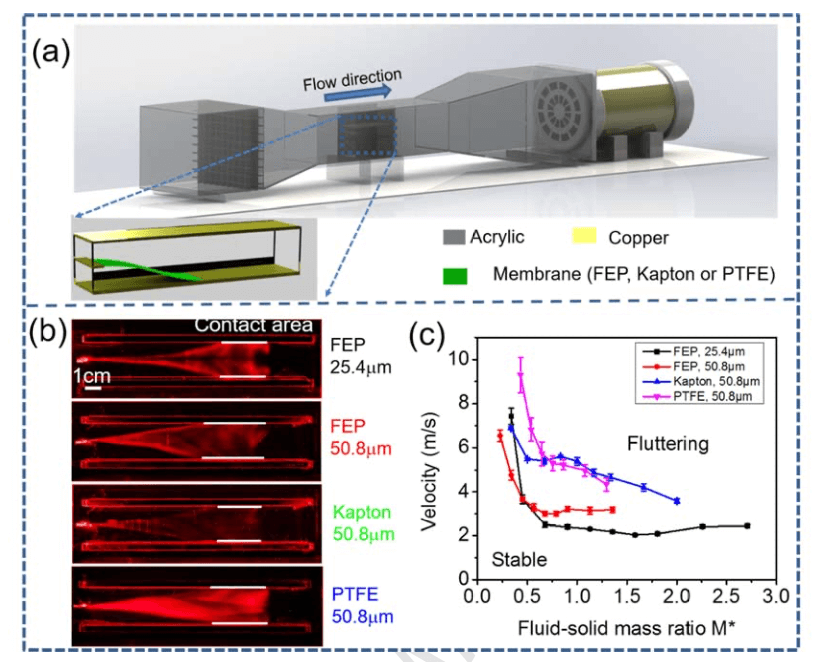 (a)
Flow direction
Acrylic
Copper
Membrane (FEP, Kapton or PTFE)
(b)
Contact area
1cm
FEP
25.4µm
FEP
50.8µm
Kapton
50.8µm
PTFE
50.8µm
(c)
FEP, 25.4µm
FEP, 50.8µm
Kapton, 50.8µm
PTFE, 50.8µm
Fluttering
Stable
Velocity (m/s)
10
8
6
4
2
0
0.0 0.5 1.0 1.5 2.0 2.5 3.0
Fluid-solid mass ratio M*